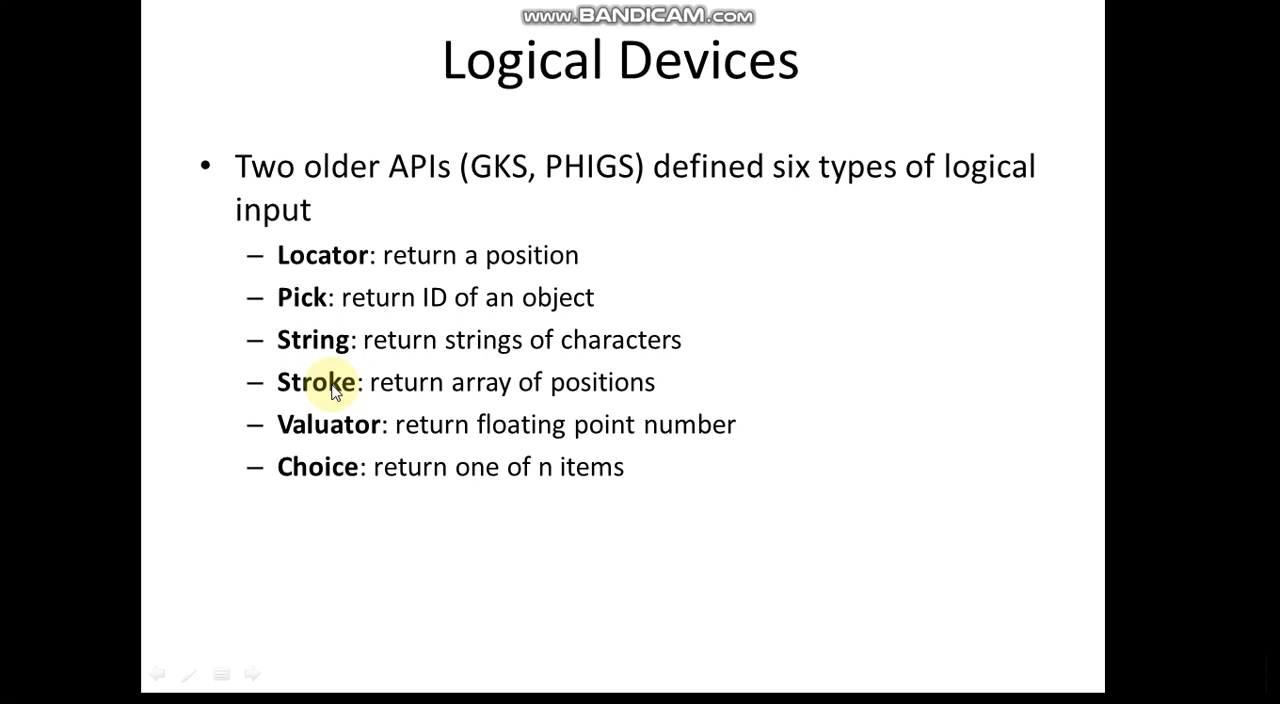 www.BANDICAM.com
Logical Devices
• Two older APIs (GKS, PHIGS) defined six types of logical
input
– Locator: return a position
– Pick: return ID of an object
– String: return strings of characters
– Stroke: return array of positions
– Valuator: return floating point number
– Choice: return one of n items